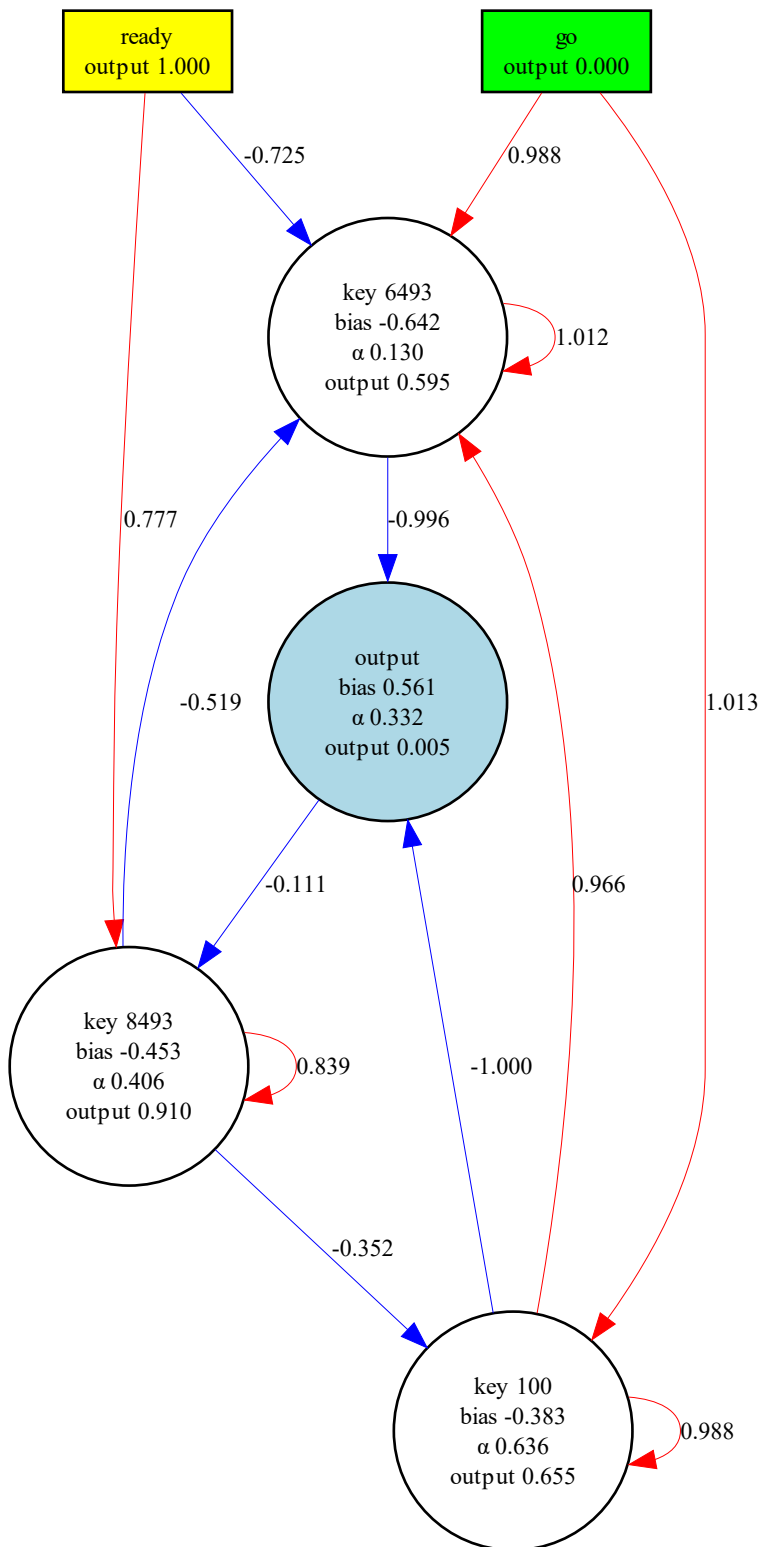 ready
output 1.000
go
output 0.000
-0.725
0.988
key 6493
bias -0.642
α 0.130
output 0.595
1.012
0.777
-0.996
-0.519
output
bias 0.561
α 0.332
output 0.005
1.013
-0.111
0.966
key 8493
bias -0.453
α 0.406
output 0.910
0.839
-1.000
-0.352
key 100
bias -0.383
α 0.636
output 0.655
0.988